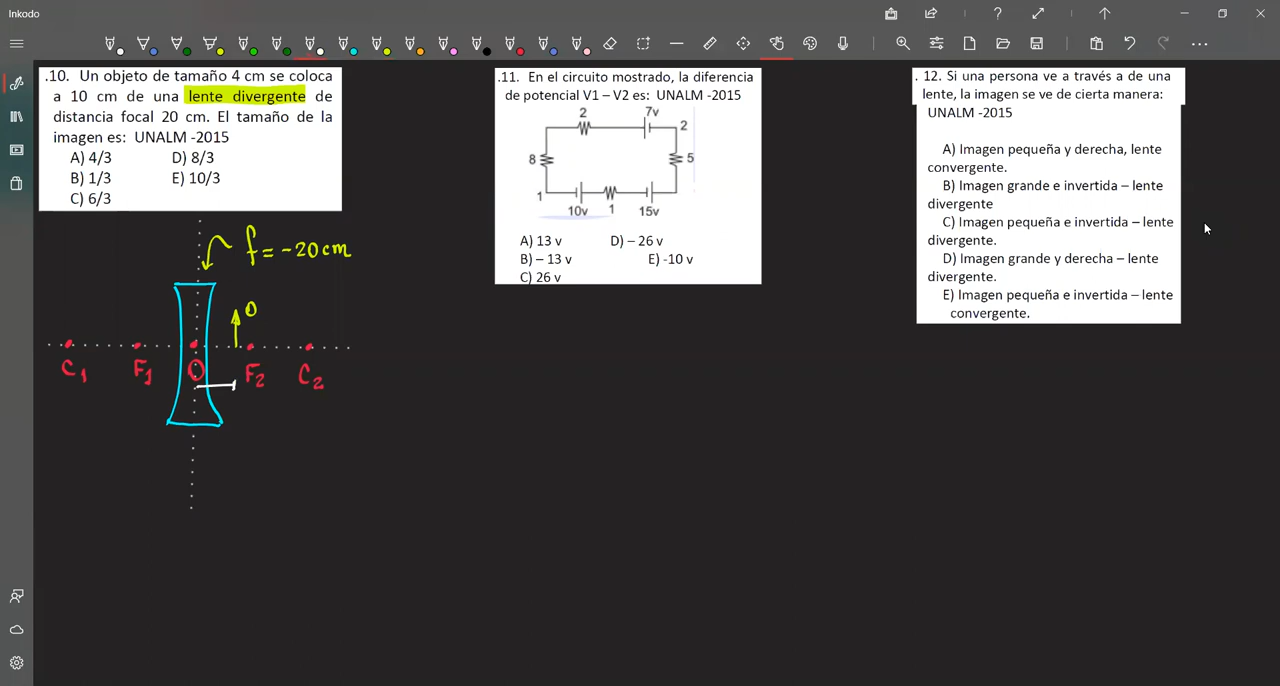 Inkodo
.10. Un objeto de tamaño 4 cm se coloca
a 10 cm de una lente divergente de
distancia focal 20 cm. El tamaño de la
imagen es: UNALM -2015
A) 4/3 D) 8/3
B) 1/3 E) 10/3
C) 6/3
f = -20 cm
O
C1 F1 O F2 C2
.11. En el circuito mostrado, la diferencia
de potencial V1 – V2 es: UNALM -2015
2 7v 2
8 5
1 10v 1 15v
A) 13 v D) – 26 v
B) – 13 v E) -10 v
C) 26 v
. 12. Si una persona ve a través a de una
lente, la imagen se ve de cierta manera:
UNALM -2015
A) Imagen pequeña y derecha, lente
convergente.
B) Imagen grande e invertida – lente
divergente
C) Imagen pequeña e invertida – lente
divergente.
D) Imagen grande y derecha – lente
divergente.
E) Imagen pequeña e invertida – lente
convergente.